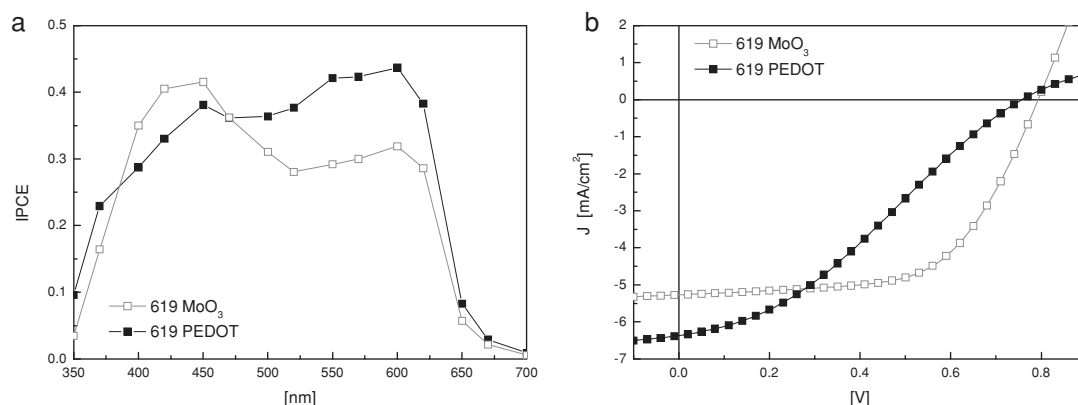 a
IPCE
0.5
0.4
0.3
0.2
0.1
0.0
619 MoO₃
619 PEDOT
350 400 450 500 550 600 650 700
[nm]
b
J [mA/cm²]
2
1
0
-1
-2
-3
-4
-5
-6
-7
619 MoO₃
619 PEDOT
0.0 0.2 0.4 0.6 0.8
[V]